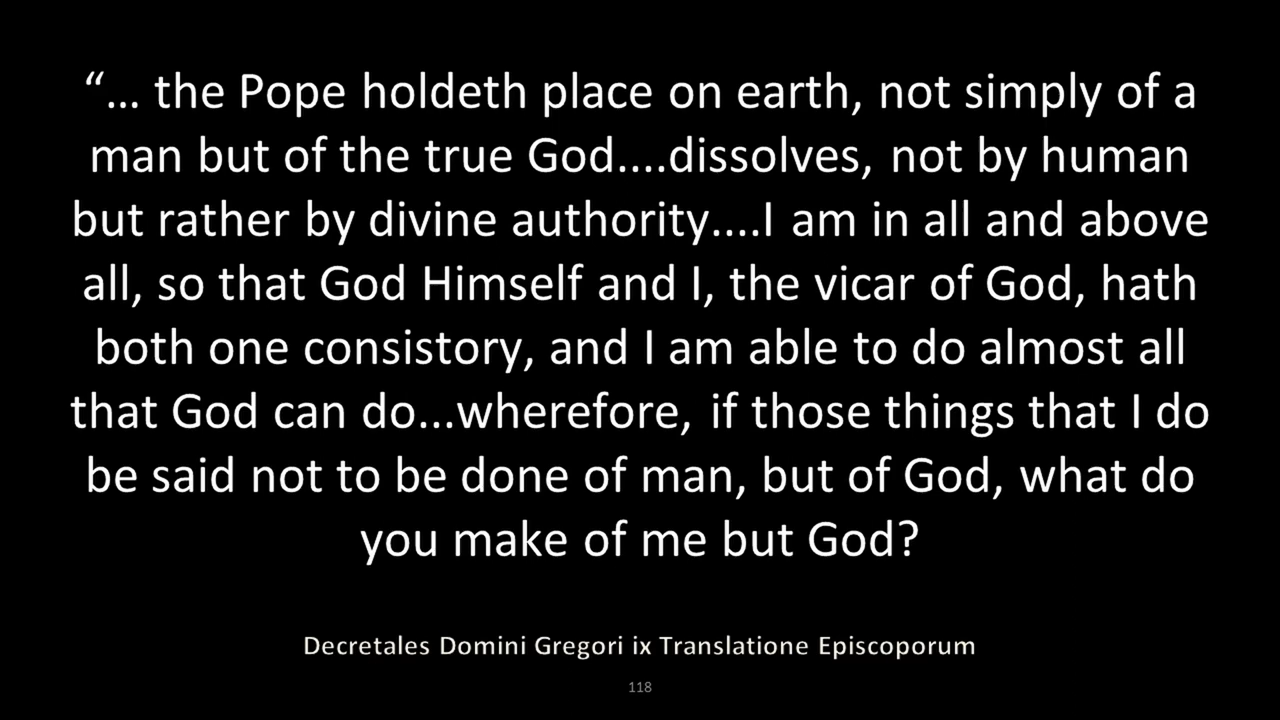 “... the Pope holdeth place on earth, not simply of a
man but of the true God....dissolves, not by human
but rather by divine authority....I am in all and above
all, so that God Himself and I, the vicar of God, hath
both one consistory, and I am able to do almost all
that God can do...wherefore, if those things that I do
be said not to be done of man, but of God, what do
you make of me but God?
Decretales Domini Gregori ix Translatione Episcoporum
118